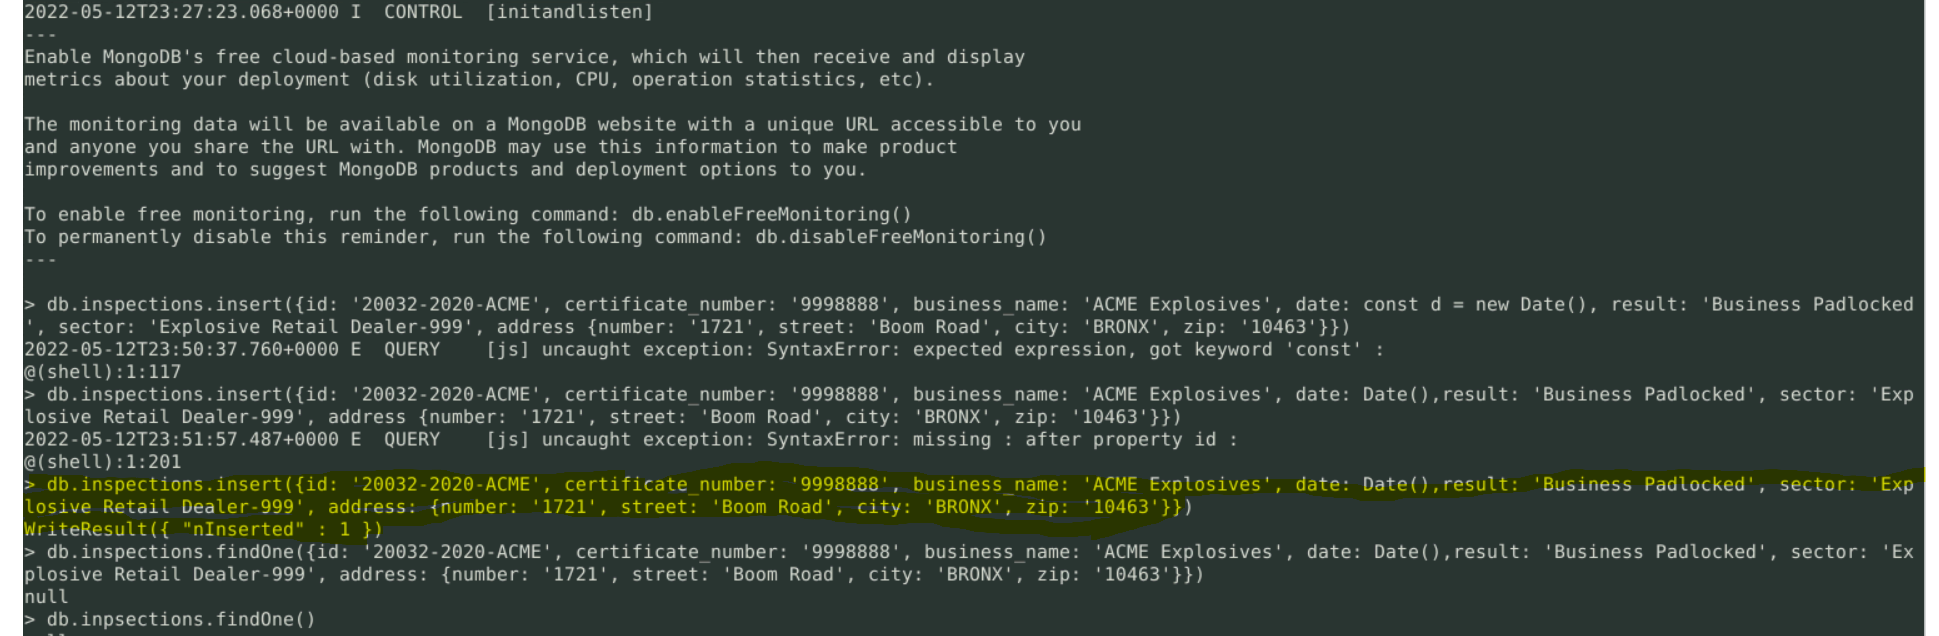 2022-05-12T23:27:23.068+0000 I  CONTROL  [initandlisten]
---
Enable MongoDB's free cloud-based monitoring service, which will then receive and display
metrics about your deployment (disk utilization, CPU, operation statistics, etc).
The monitoring data will be available on a MongoDB website with a unique URL accessible to you
and anyone you share the URL with. MongoDB may use this information to make product
improvements and to suggest MongoDB products and deployment options to you.
To enable free monitoring, run the following command: db.enableFreeMonitoring()
To permanently disable this reminder, run the following command: db.disableFreeMonitoring()
---
> db.inspections.insert({id: '20032-2020-ACME', certificate_number: '9998888', business_name: 'ACME Explosives', date: const d = new Date(), result: 'Business Padlocked
', sector: 'Explosive Retail Dealer-999', address {number: '1721', street: 'Boom Road', city: 'BRONX', zip: '10463'}})
2022-05-12T23:50:37.760+0000 E  QUERY    [js] uncaught exception: SyntaxError: expected expression, got keyword 'const' :
@(shell):1:117
> db.inspections.insert({id: '20032-2020-ACME', certificate_number: '9998888', business_name: 'ACME Explosives', date: Date(),result: 'Business Padlocked', sector: 'Exp
losive Retail Dealer-999', address {number: '1721', street: 'Boom Road', city: 'BRONX', zip: '10463'}})
2022-05-12T23:51:57.487+0000 E  QUERY    [js] uncaught exception: SyntaxError: missing : after property id :
@(shell):1:201
> db.inspections.insert({id: '20032-2020-ACME', certificate_number: '9998888', business_name: 'ACME Explosives', date: Date(),result: 'Business Padlocked', sector: 'Exp
losive Retail Dealer-999', address: {number: '1721', street: 'Boom Road', city: 'BRONX', zip: '10463'}})
WriteResult({ "nInserted" : 1 })
> db.inspections.findOne({id: '20032-2020-ACME', certificate_number: '9998888', business_name: 'ACME Explosives', date: Date(),result: 'Business Padlocked', sector: 'Ex
plosive Retail Dealer-999', address: {number: '1721', street: 'Boom Road', city: 'BRONX', zip: '10463'}})
null
> db.inpsections.findOne()